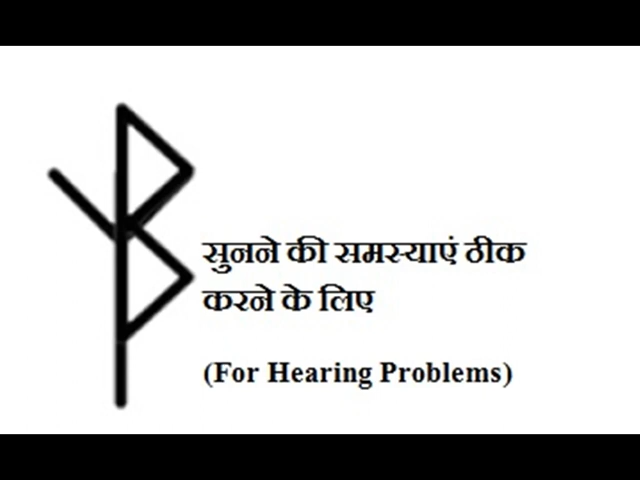 सुनने की समस्याएं ठीक
करने के लिए
(For Hearing Problems)